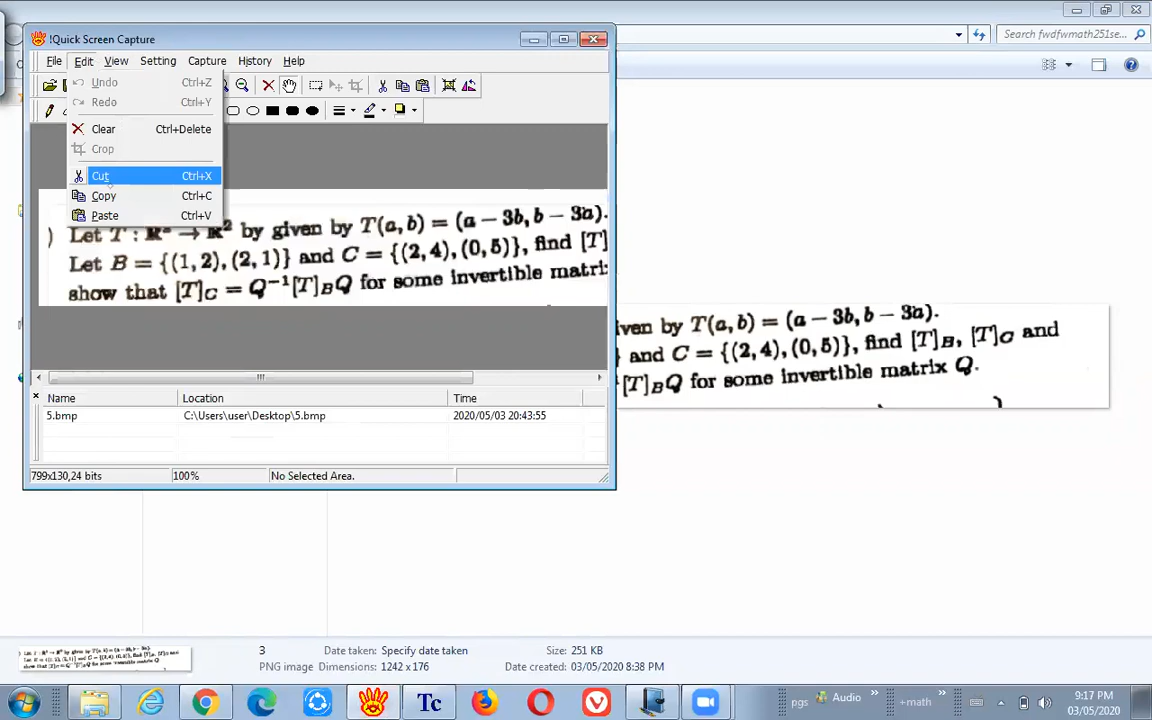 !Quick Screen Capture
Search fwdfwmath251se...
File Edit View Setting Capture History Help
Undo Ctrl+Z
Redo Ctrl+Y
Clear Ctrl+Delete
Crop
Cut Ctrl+X
Copy Ctrl+C
Paste Ctrl+V
) Let T : R² → R² by given by T(a, b) = (a − 3b, b − 3a).
Let B = {(1, 2), (2, 1)} and C = {(2, 4), (0, 5)}, find [T]
show that [T]C = Q⁻¹[T]BQ for some invertible matri
iven by T(a, b) = (a − 3b, b − 3a).
} and C = {(2, 4), (0, 5)}, find [T]B, [T]C and
[T]BQ for some invertible matrix Q.
Name Location Time
5.bmp C:\Users\user\Desktop\5.bmp 2020/05/03 20:43:55
799x130,24 bits 100% No Selected Area.
3 Date taken: Specify date taken Size: 251 KB
PNG image Dimensions: 1242 x 176 Date created: 03/05/2020 8:38 PM
Tc
pgs Audio » +math »
9:17 PM
03/05/2020